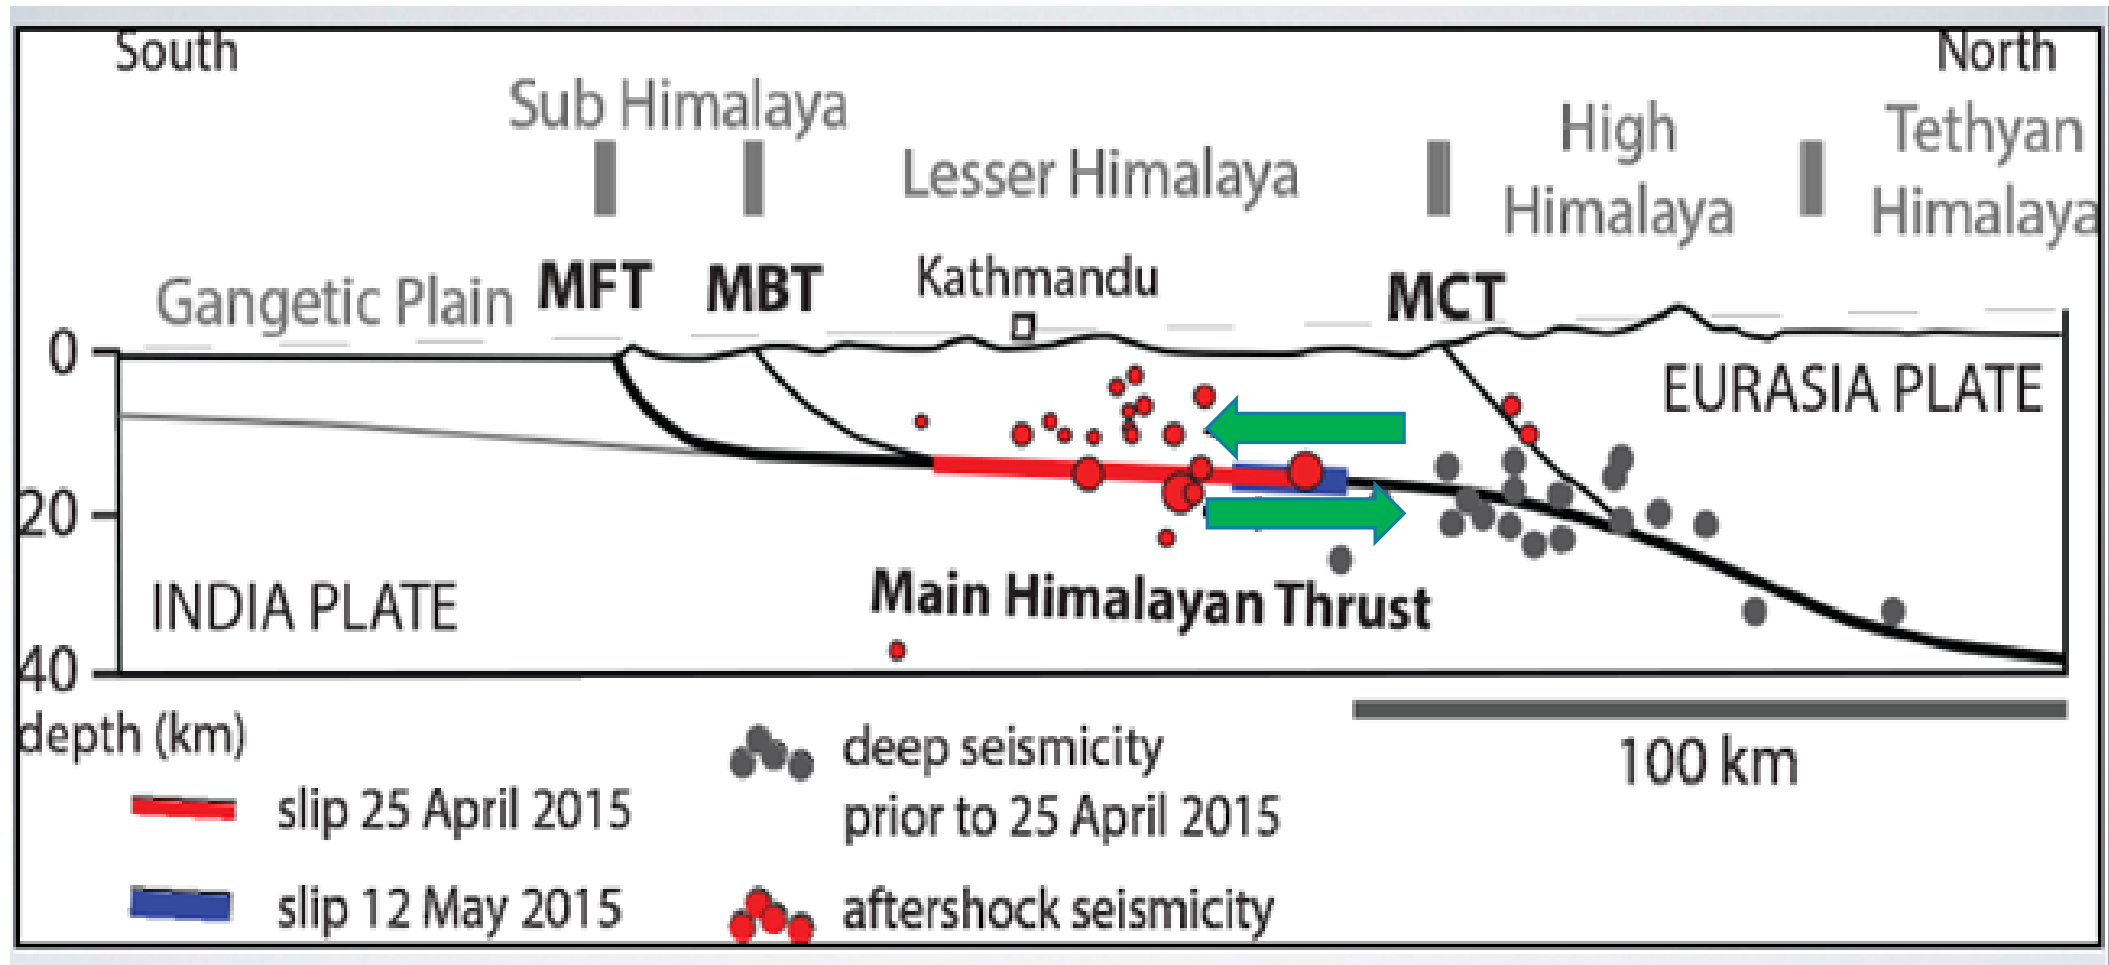 South
North
Sub Himalaya
Lesser Himalaya
High
Himalaya
Tethyan
Himalaya
Gangetic Plain
MFT
MBT
Kathmandu
MCT
0
20
40
EURASIA PLATE
INDIA PLATE
Main Himalayan Thrust
depth (km)
100 km
slip 25 April 2015
slip 12 May 2015
deep seismicity
prior to 25 April 2015
aftershock seismicity